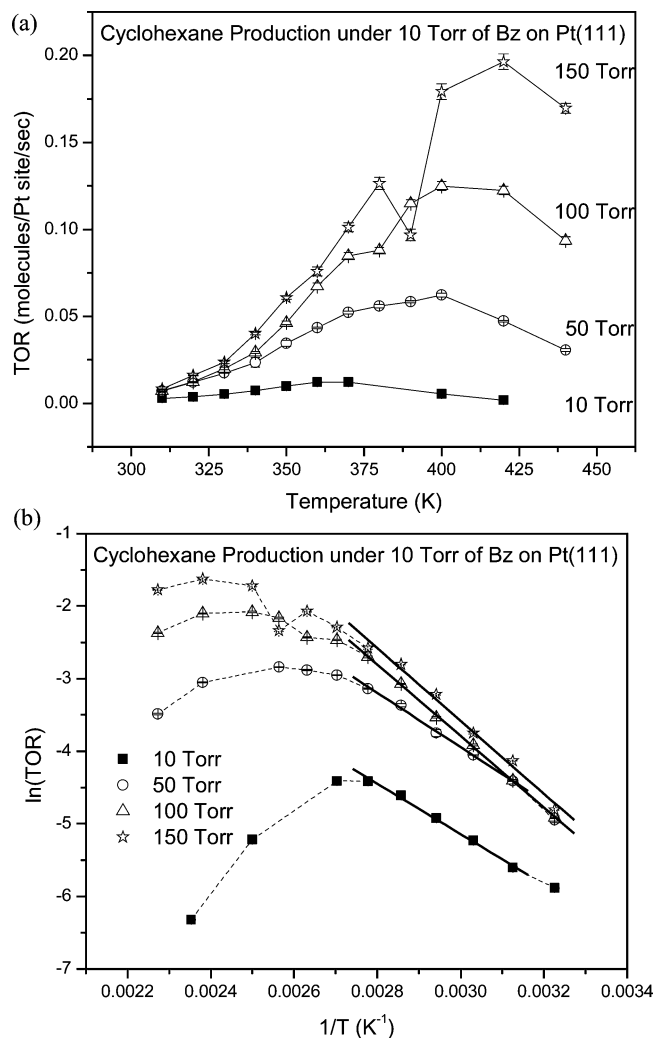 (a)
Cyclohexane Production under 10 Torr of Bz on Pt(111)
0.20
0.15
0.10
0.05
0.00
TOR (molecules/Pt site/sec)
150 Torr
100 Torr
50 Torr
10 Torr
300 325 350 375 400 425 450
Temperature (K)
(b)
-1
-2
-3
-4
-5
-6
-7
ln(TOR)
Cyclohexane Production under 10 Torr of Bz on Pt(111)
10 Torr
50 Torr
100 Torr
150 Torr
0.0022 0.0024 0.0026 0.0028 0.0030 0.0032 0.0034
1/T (K⁻¹)